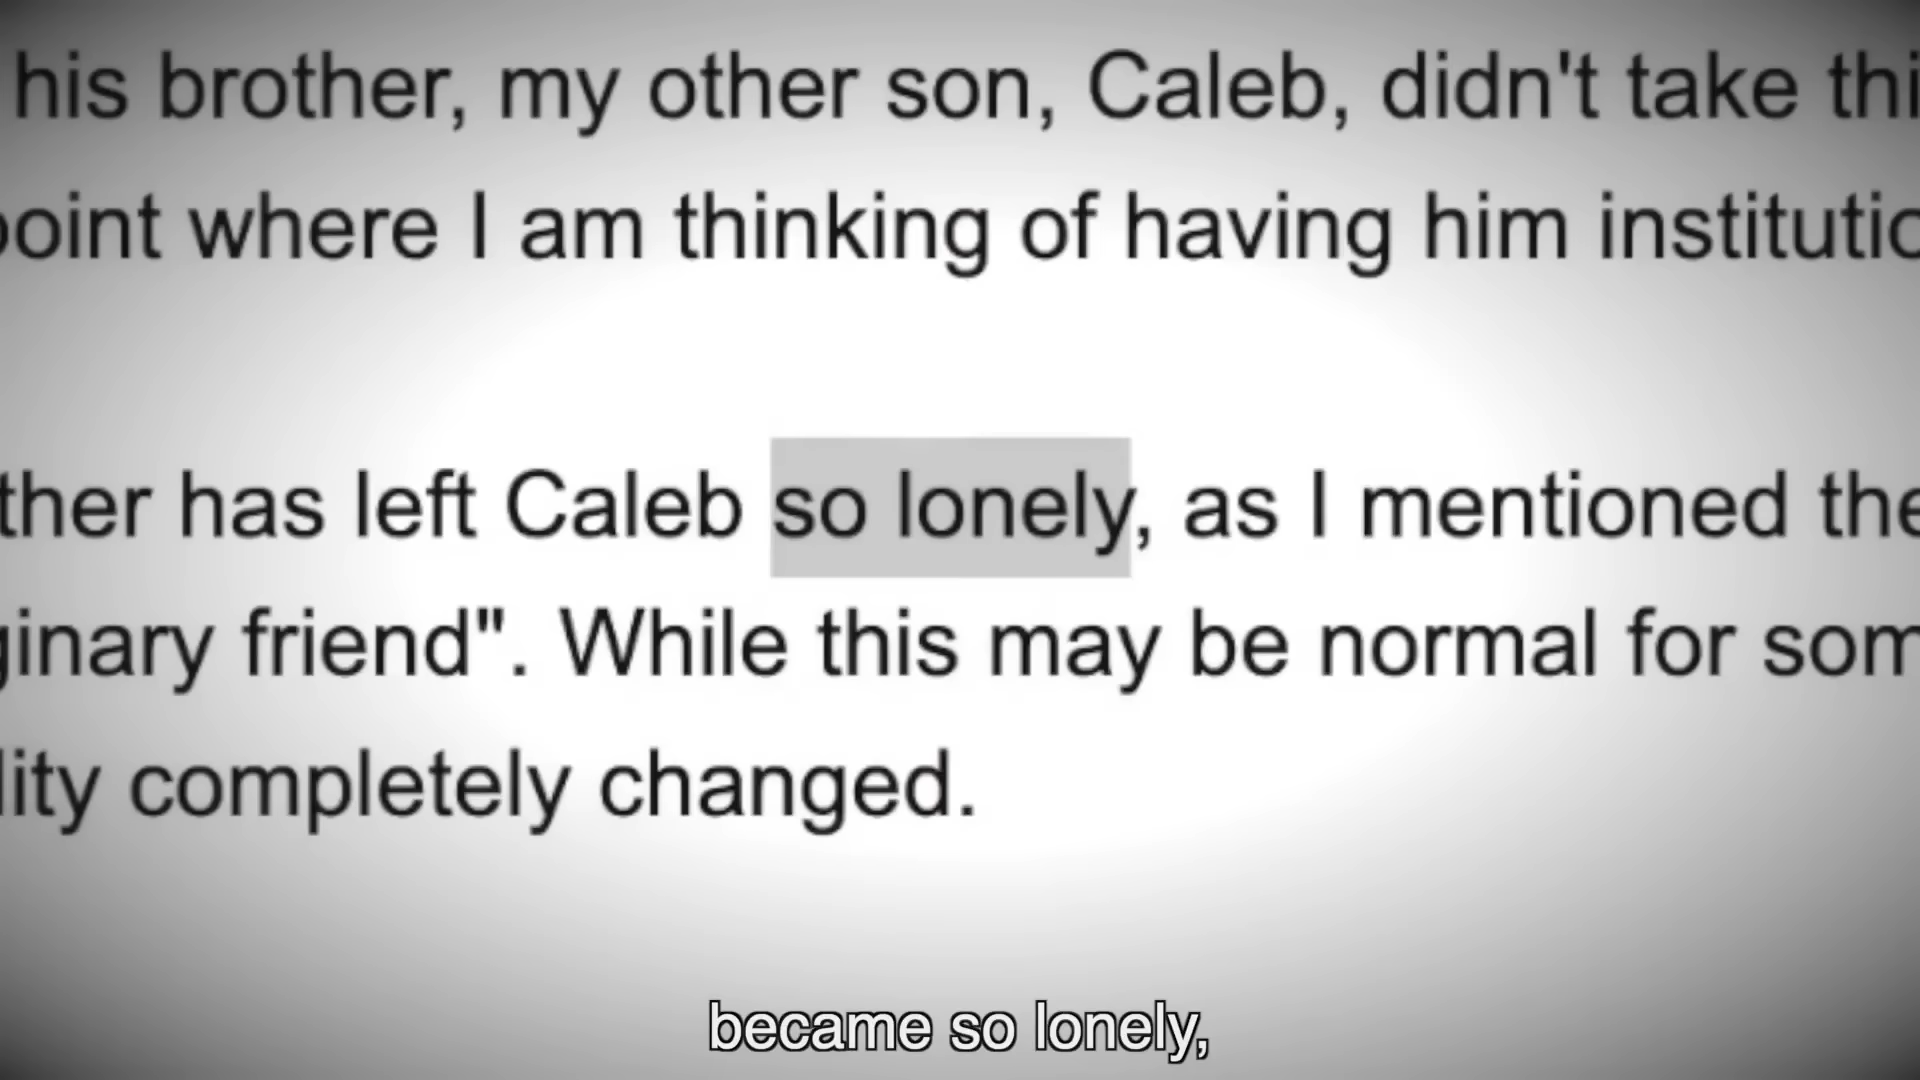 his brother, my other son, Caleb, didn't take thi
point where I am thinking of having him institutio
ther has left Caleb so lonely, as I mentioned the
ginary friend". While this may be normal for som
lity completely changed.
became so lonely,